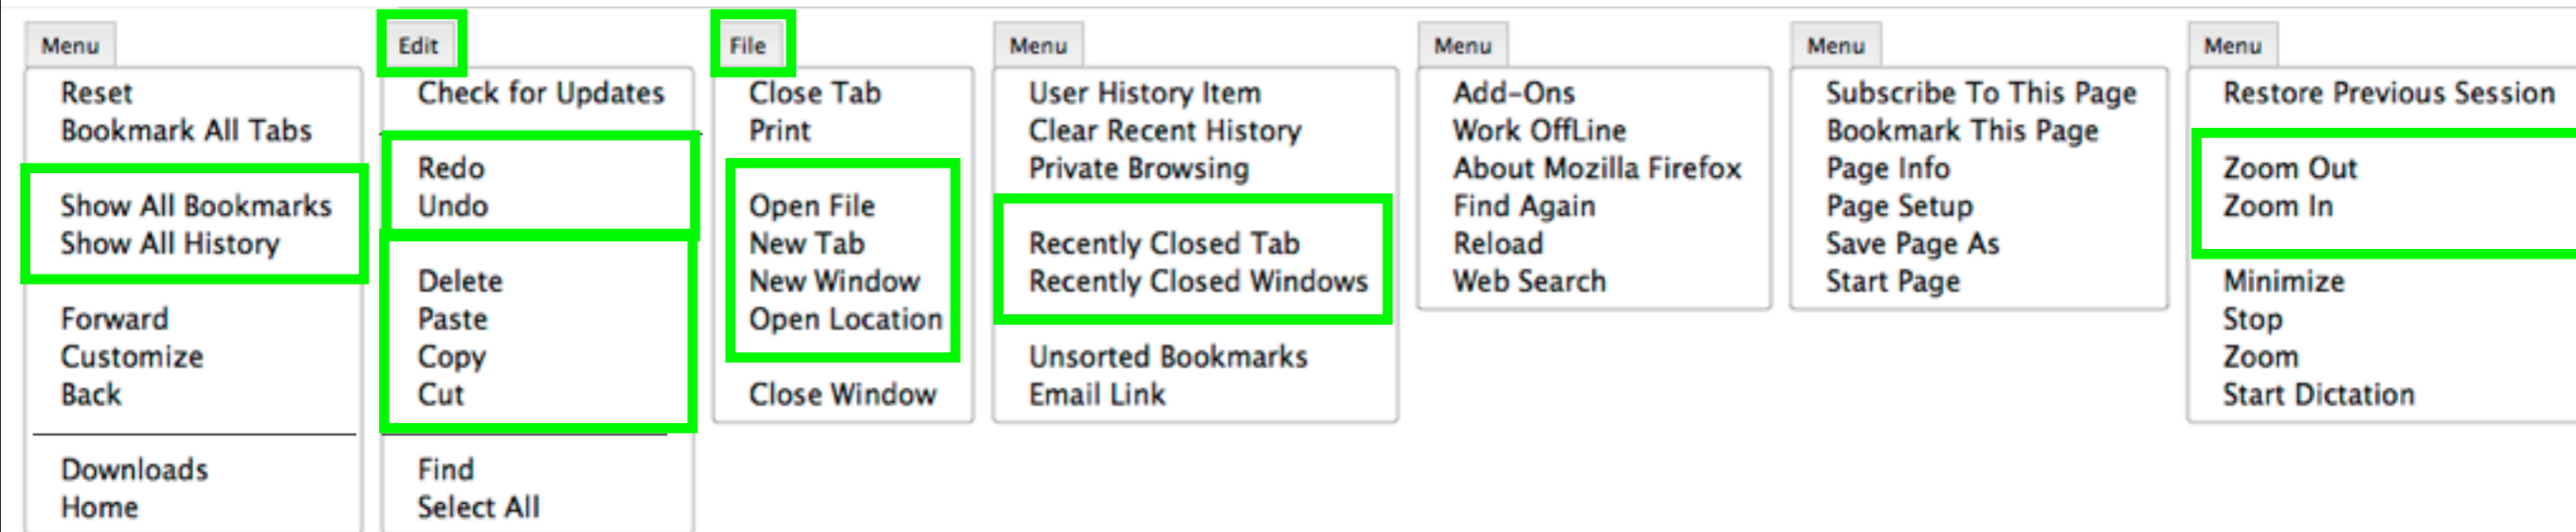 Menu
Reset
Bookmark All Tabs
Show All Bookmarks
Show All History
Forward
Customize
Back
Downloads
Home
Edit
Check for Updates
Redo
Undo
Delete
Paste
Copy
Cut
Find
Select All
File
Close Tab
Print
Open File
New Tab
New Window
Open Location
Close Window
Menu
User History Item
Clear Recent History
Private Browsing
Recently Closed Tab
Recently Closed Windows
Unsorted Bookmarks
Email Link
Menu
Add-Ons
Work OffLine
About Mozilla Firefox
Find Again
Reload
Web Search
Menu
Subscribe To This Page
Bookmark This Page
Page Info
Page Setup
Save Page As
Start Page
Menu
Restore Previous Session
Zoom Out
Zoom In
Minimize
Stop
Zoom
Start Dictation